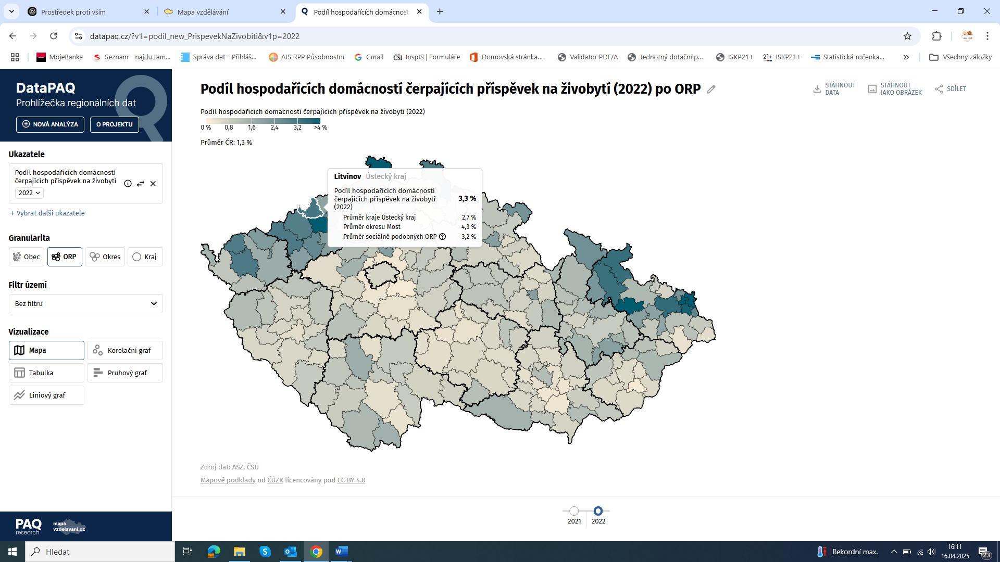 Prostředek proti vším
Mapa vzdělávání
Podíl hospodařících domácnost
datapaq.cz/?v1=podil_new_PrispevekNaZivobiti&v1p=2022
MojeBanka
Seznam - najdu tam...
Správa dat - Přihláš...
AIS RPP Působnostní
Gmail
InspIS | Formuláře
Domovská stránka...
Validator PDF/A
Jednotný dotační p...
ISKP21+
ISKP21+
Statistická ročenka...
Všechny záložky
DataPAQ
Prohlížečka regionálních dat
NOVÁ ANALÝZA
O PROJEKTU
Ukazatele
Podíl hospodařících domácností
čerpajících příspěvek na živobytí
2022
+ Vybrat další ukazatele
Granularita
Obec
ORP
Okres
Kraj
Filtr území
Bez filtru
Vizualizace
Mapa
Korelační graf
Tabulka
Pruhový graf
Liniový graf
PAQ
research
mapa
vzdelavani.cz
Podíl hospodařících domácností čerpajících příspěvek na živobytí (2022) po ORP
STÁHNOUT
DATA
STÁHNOUT
JAKO OBRÁZEK
SDÍLET
Podíl hospodařících domácností čerpajících příspěvek na živobytí (2022)
0 % 0,8 1,6 2,4 3,2 >4 %
Průměr ČR: 1,3 %
Litvínov Ústecký kraj
Podíl hospodařících domácností
čerpajících příspěvek na živobytí
(2022)
3,3 %
Průměr kraje Ústecký kraj 2,7 %
Průměr okresu Most 4,3 %
Průměr sociálně podobných ORP 3,2 %
Zdroj dat: ASZ, ČSÚ
Mapové podklady od ČÚZK licencovány pod CC BY 4.0
2021 2022
Hledat
Rekordní max.
16:11
16.04.2025
23